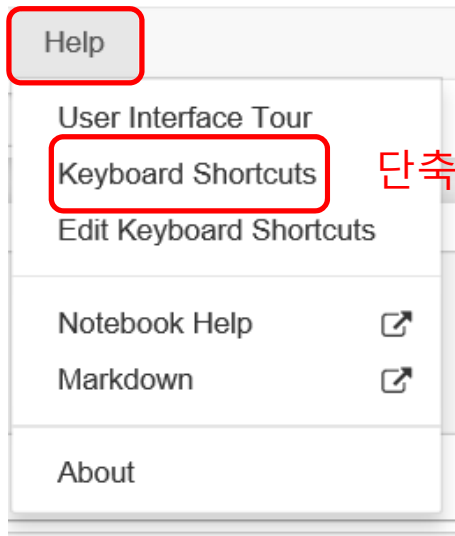 Help
User Interface Tour
Keyboard Shortcuts 단축
Edit Keyboard Shortcuts
Notebook Help
Markdown
About